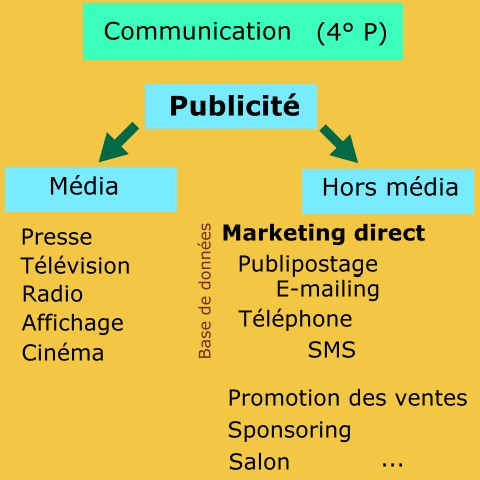 Communication (4° P)
Publicité
Média
Hors média
Presse
Télévision
Radio
Affichage
Cinéma
Base de données
Marketing direct
Publipostage
E-mailing
Téléphone
SMS
Promotion des ventes
Sponsoring
Salon ...